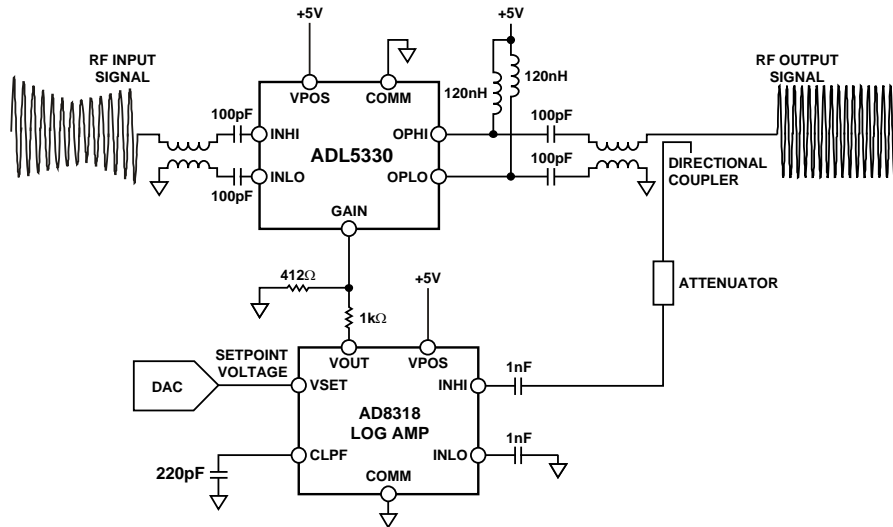 +5V
+5V
RF INPUT
SIGNAL
RF OUTPUT
SIGNAL
120nH
120nH
VPOS
COMM
100pF
100pF
INHI
OPHI
ADL5330
DIRECTIONAL
COUPLER
INLO
OPLO
100pF
100pF
GAIN
412Ω
+5V
ATTENUATOR
1kΩ
SETPOINT
VOLTAGE
VOUT
VPOS
1nF
DAC
VSET
INHI
AD8318
LOG AMP
1nF
CLPF
INLO
220pF
COMM